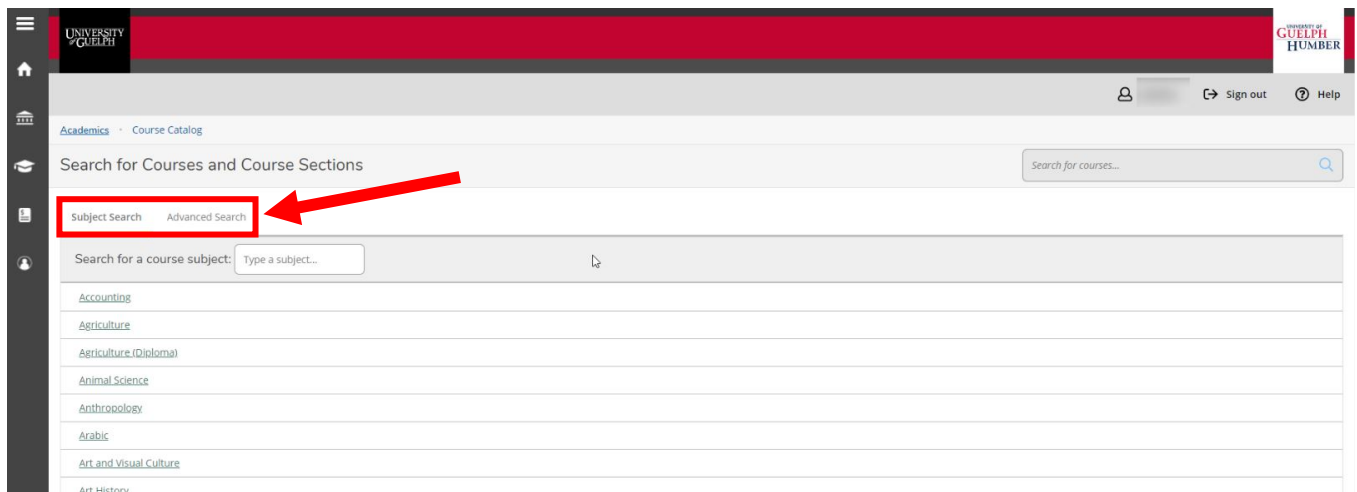 UNIVERSITY
of GUELPH
UNIVERSITY OF
GUELPH
HUMBER
Sign out
Help
Academics · Course Catalog
Search for Courses and Course Sections
Search for courses...
Subject Search Advanced Search
Search for a course subject: Type a subject...
Accounting
Agriculture
Agriculture (Diploma)
Animal Science
Anthropology
Arabic
Art and Visual Culture
Art History